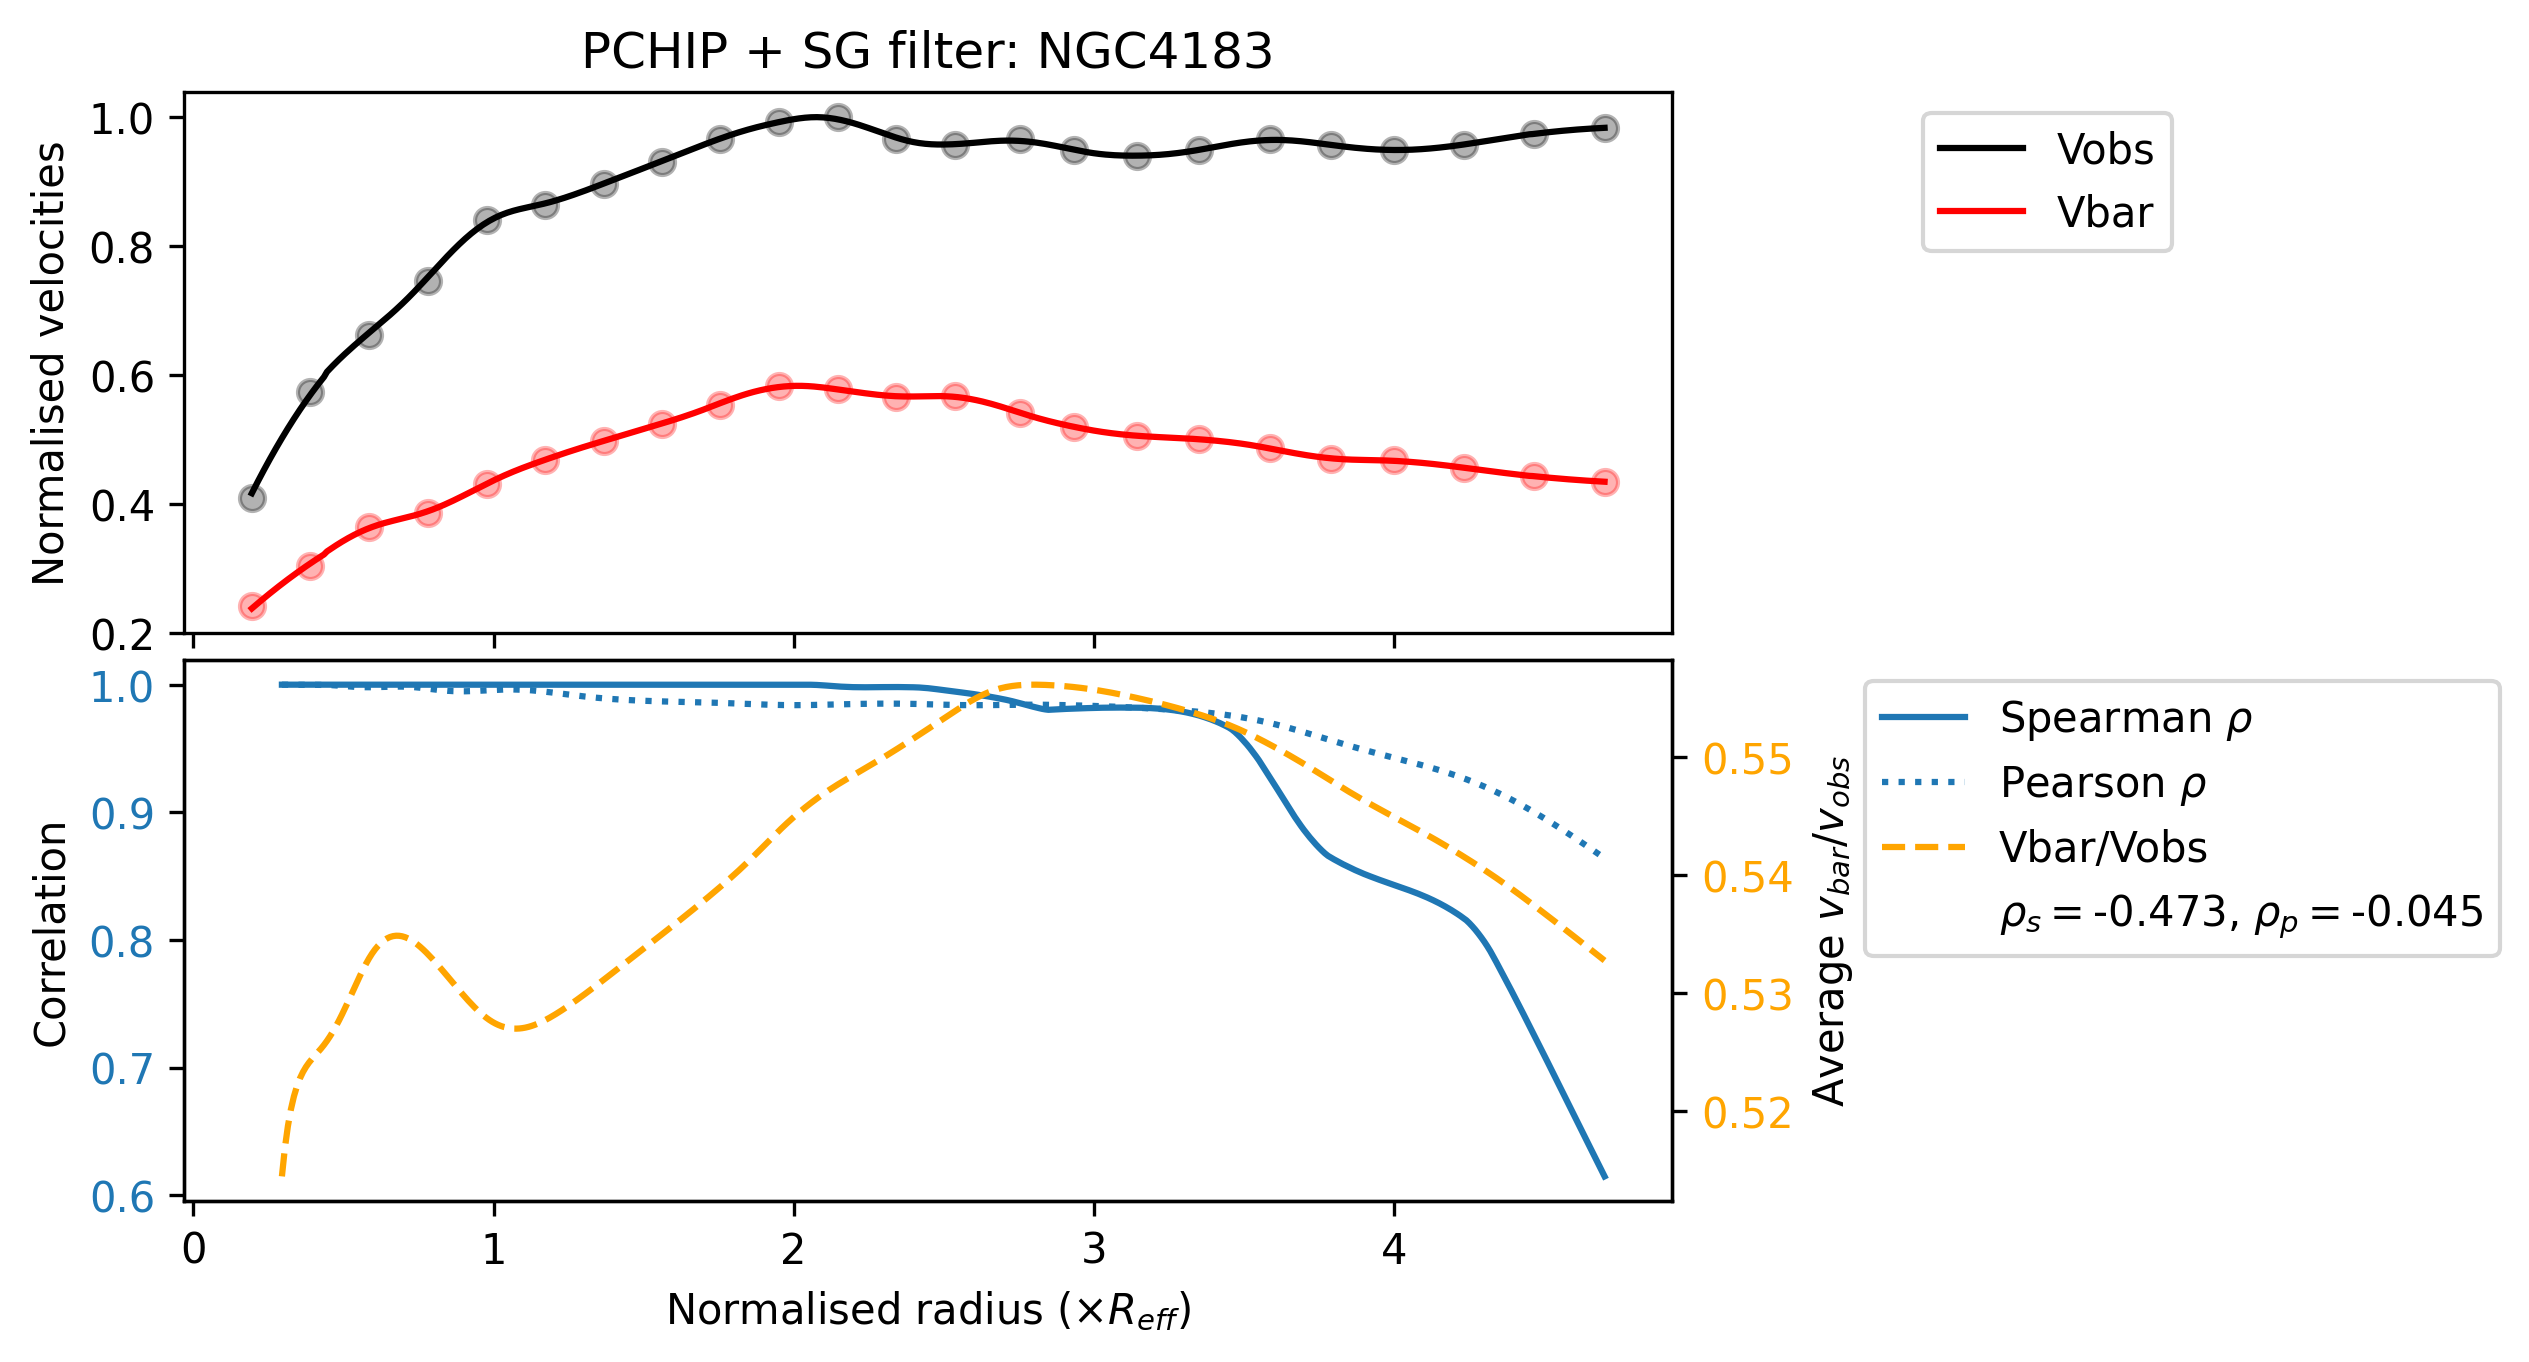 PCHIP + SG filter: NGC4183
Normalised velocities
1.0
0.8
0.6
0.4
0.2
Vobs
Vbar
Correlation
1.0
0.9
0.8
0.7
0.6
0.55
0.54
0.53
0.52
Average v_bar/v_obs
Spearman ρ
Pearson ρ
Vbar/Vobs
ρ_s = -0.473, ρ_p = -0.045
0 1 2 3 4
Normalised radius (×R_eff)